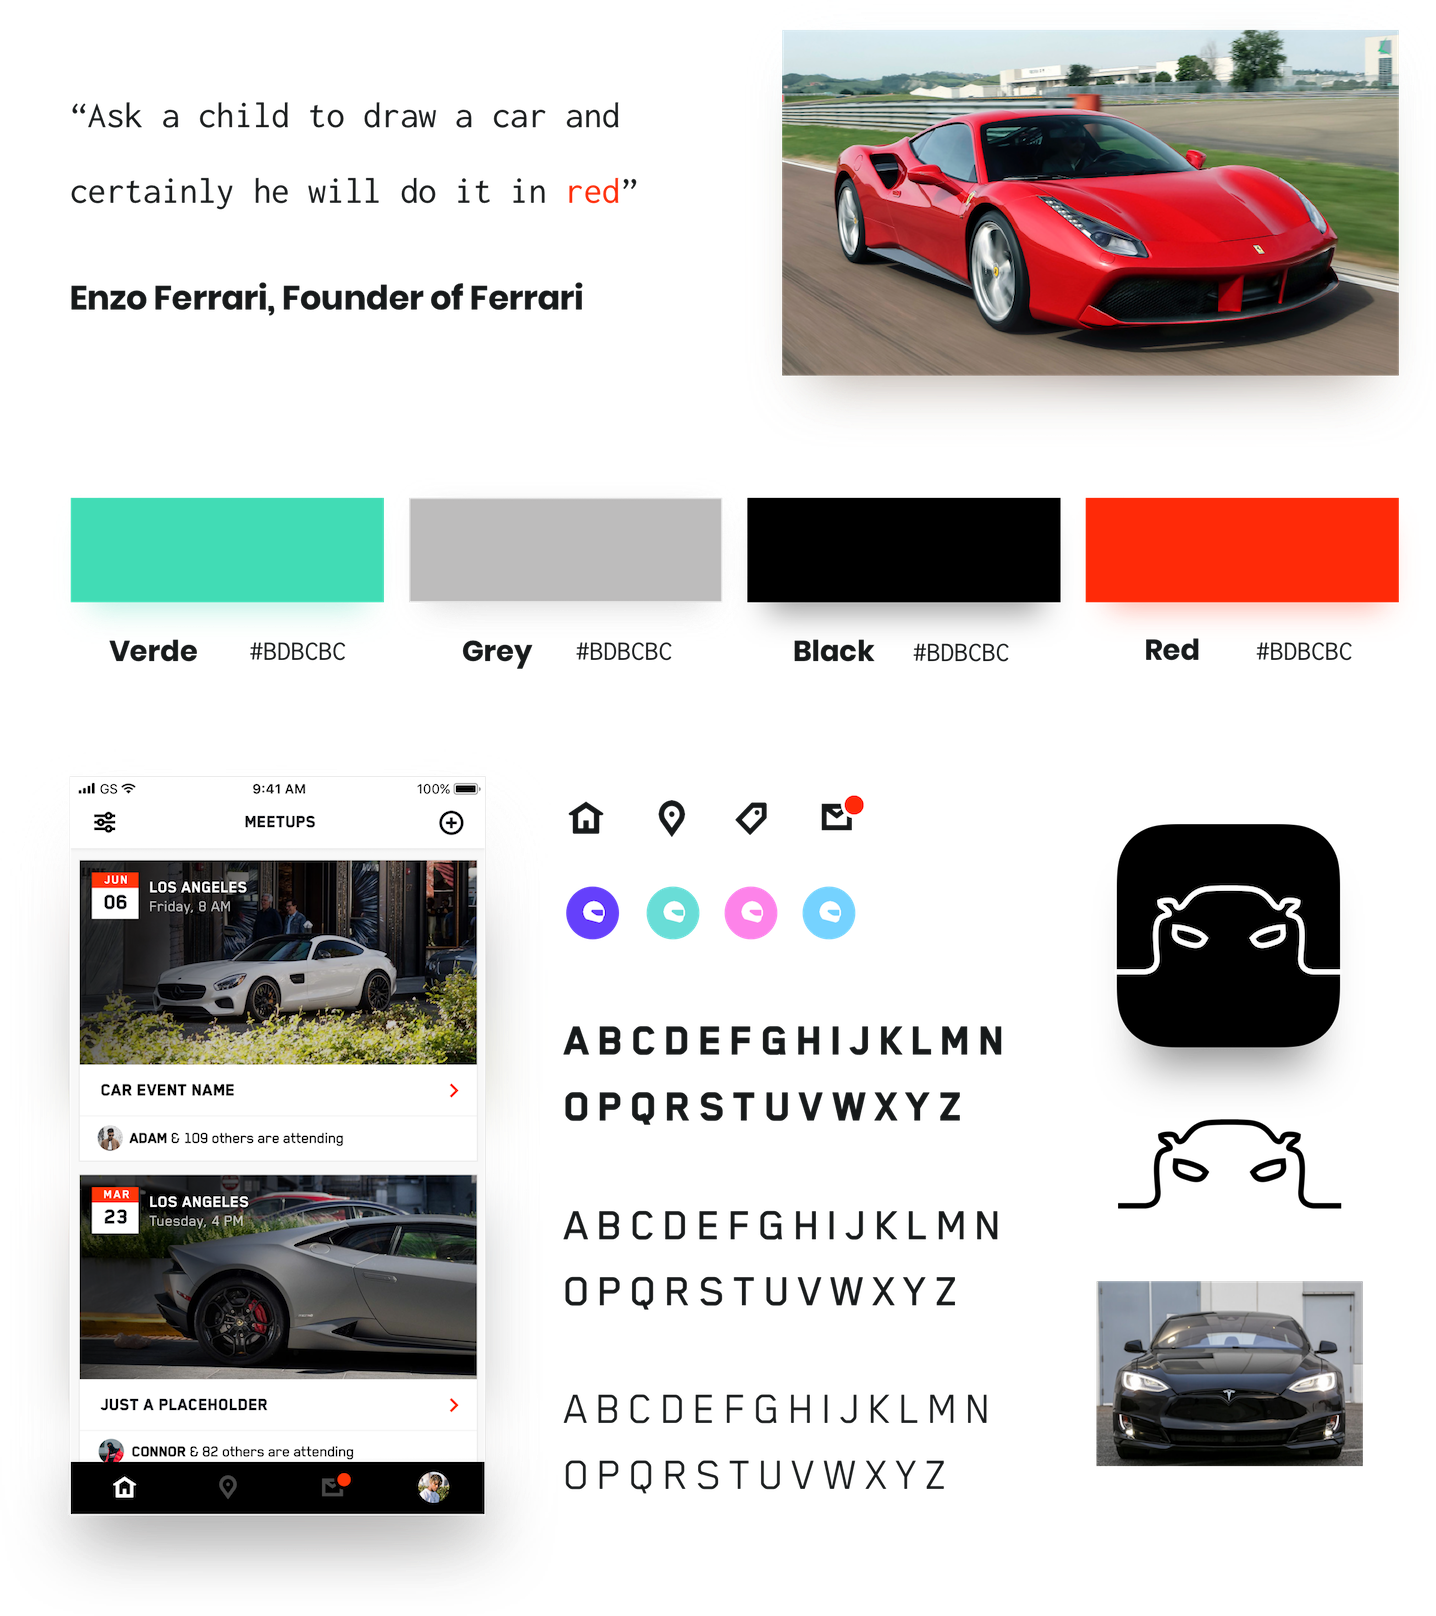 “Ask a child to draw a car and
certainly he will do it in red”
Enzo Ferrari, Founder of Ferrari
Verde #BDBCBC
Grey #BDBCBC
Black #BDBCBC
Red #BDBCBC
GS 9:41 AM 100%
MEETUPS
JUN
06
LOS ANGELES
Friday, 8 AM
CAR EVENT NAME
ADAM & 109 others are attending
MAR
23
LOS ANGELES
Tuesday, 4 PM
JUST A PLACEHOLDER
CONNOR & 82 others are attending
ABCDEFGHIJKLMN
OPQRSTUVWXYZ
ABCDEFGHIJKLMN
OPQRSTUVWXYZ
ABCDEFGHIJKLMN
OPQRSTUVWXYZ